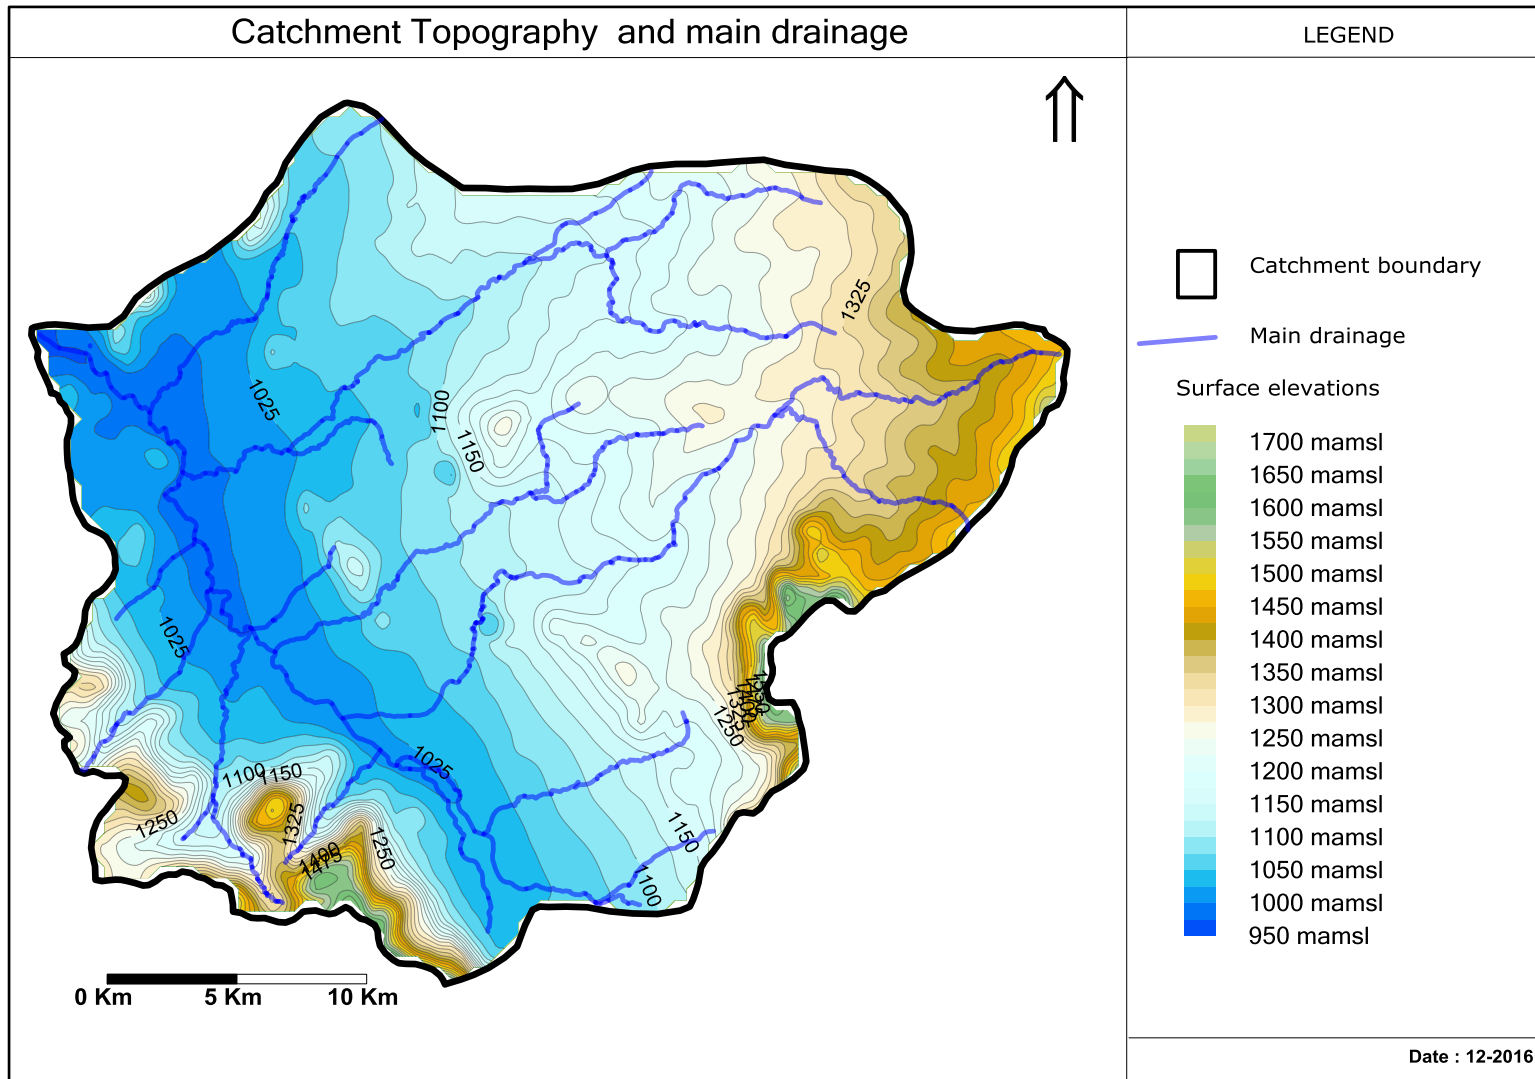 Catchment Topography and main drainage
LEGEND
Catchment boundary
Main drainage
Surface elevations
1700 mamsl
1650 mamsl
1600 mamsl
1550 mamsl
1500 mamsl
1450 mamsl
1400 mamsl
1350 mamsl
1300 mamsl
1250 mamsl
1200 mamsl
1150 mamsl
1100 mamsl
1050 mamsl
1000 mamsl
950 mamsl
1325
1025
1100
1150
1025
1250
1025
1100
1150
1325
1250
1250
1400
1475
1150
1100
0 Km
5 Km
10 Km
Date : 12-2016